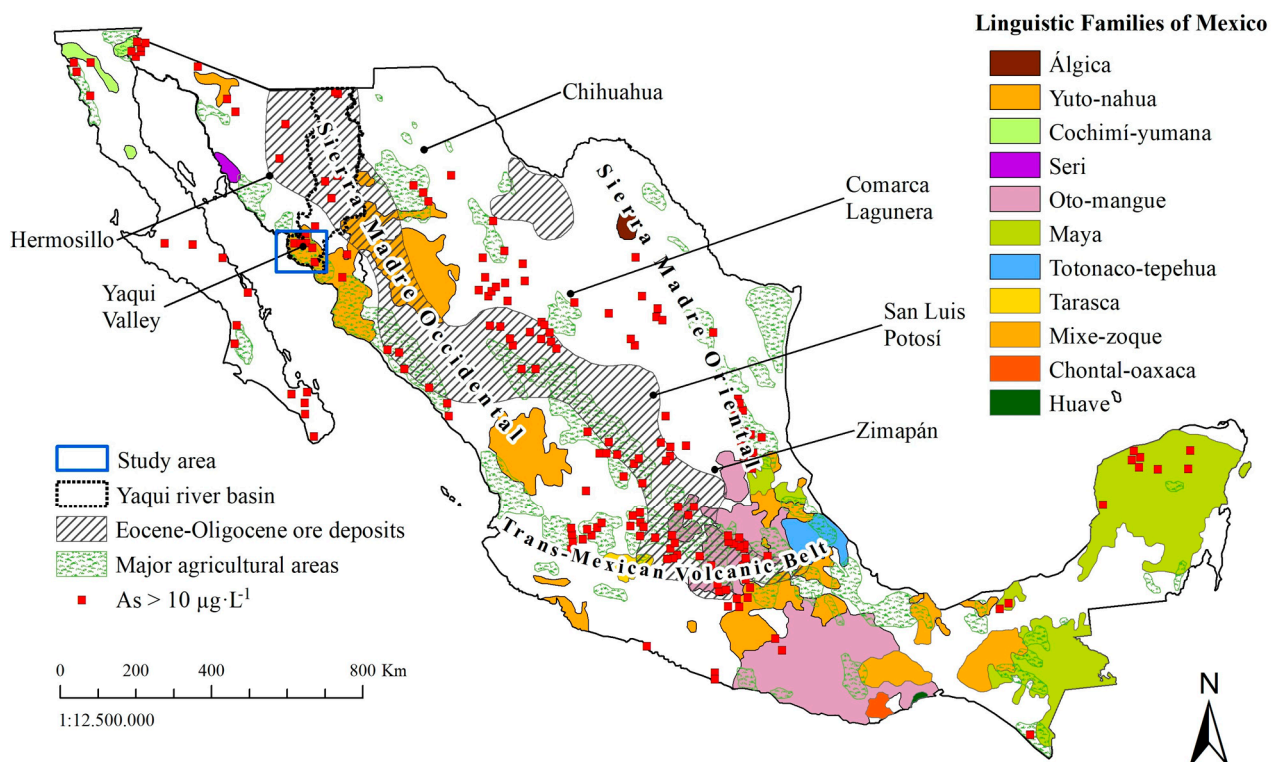 Linguistic Families of Mexico
Álgica
Yuto-nahua
Cochimí-yumana
Seri
Oto-mangue
Maya
Totonaco-tepehua
Tarasca
Mixe-zoque
Chontal-oaxaca
Huave
Chihuahua
Comarca
Lagunera
San Luis
Potosí
Zimapán
Hermosillo
Yaqui
Valley
Sierra Madre Occidental
Sierra Madre Oriental
Trans-Mexican Volcanic Belt
Study area
Yaqui river basin
Eocene-Oligocene ore deposits
Major agricultural areas
As > 10 µg·L⁻¹
0 200 400 800 Km
1:12.500.000
N